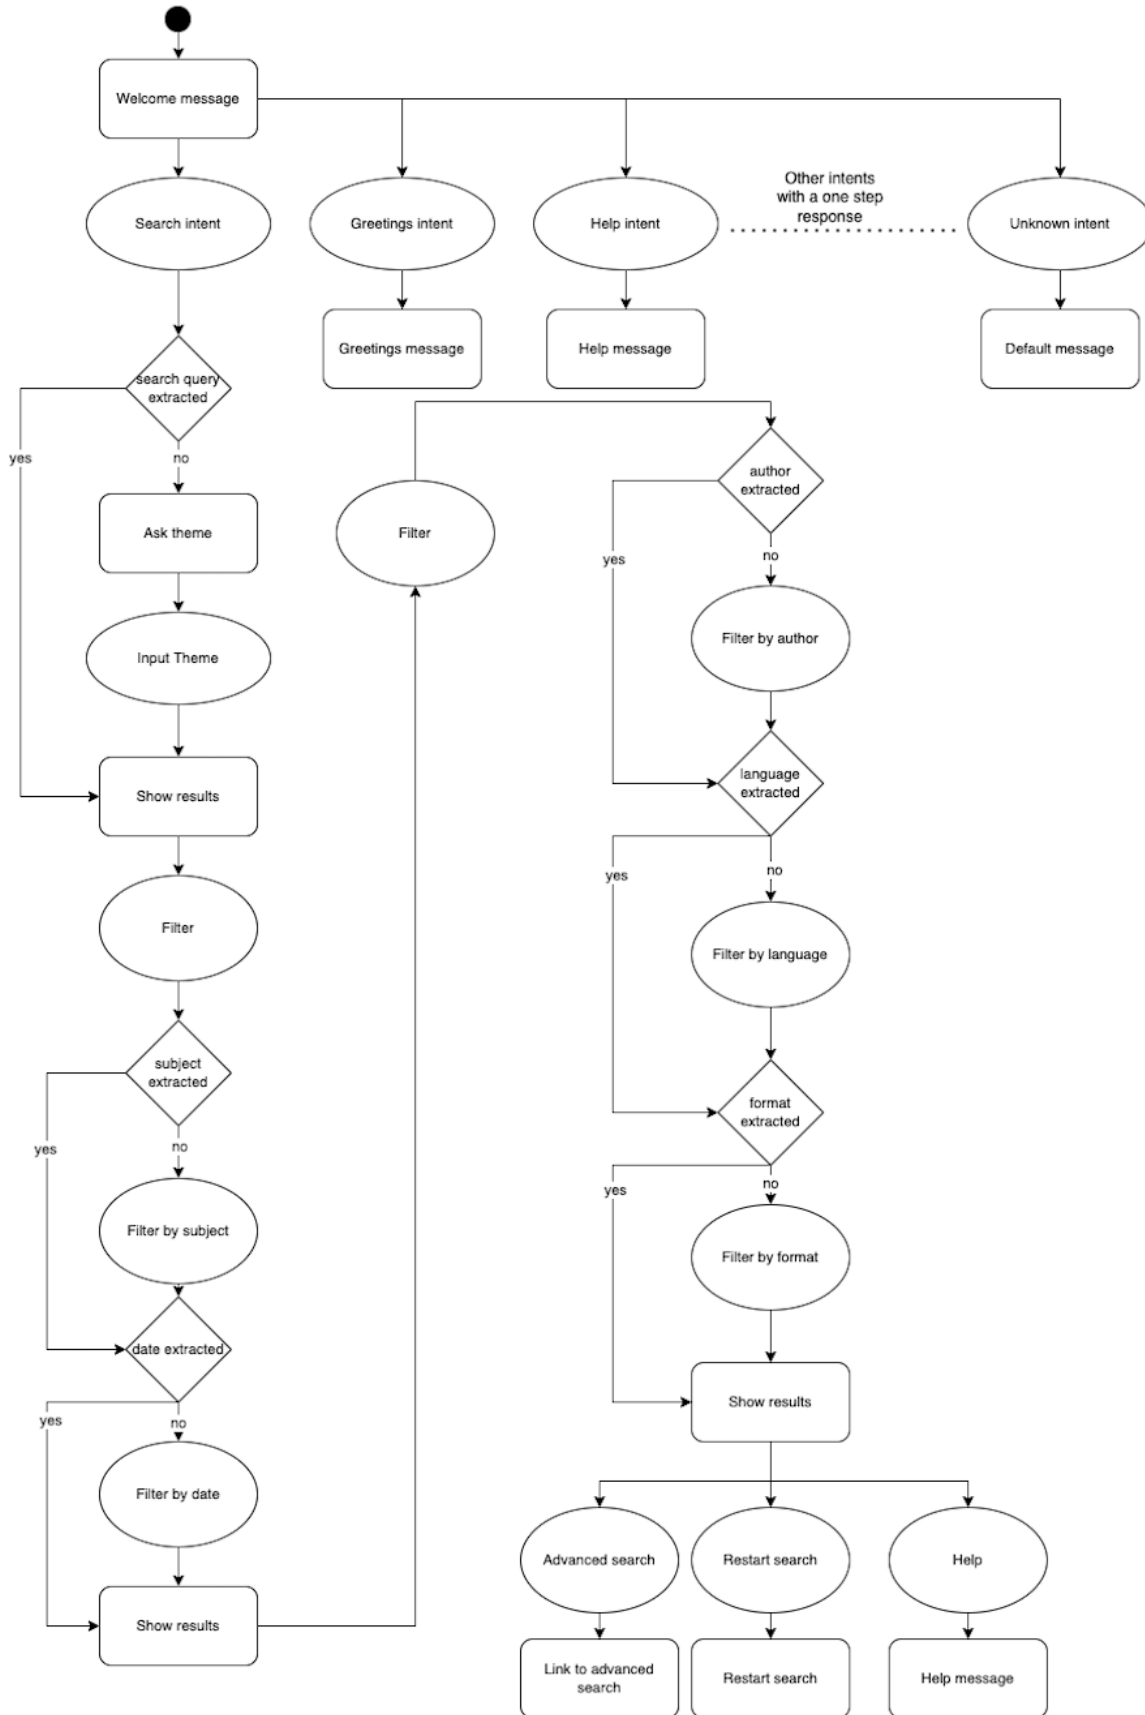 Welcome message
Search intent
Greetings intent
Help intent
Other intents
with a one step
response
Unknown intent
Greetings message
Help message
Default message
search query
extracted
yes
no
Ask theme
Input Theme
Show results
Filter
subject
extracted
yes
no
Filter by subject
date extracted
yes
no
Filter by date
Show results
Filter
author
extracted
yes
no
Filter by author
language
extracted
yes
no
Filter by language
format
extracted
yes
no
Filter by format
Show results
Advanced search
Restart search
Help
Link to advanced
search
Restart search
Help message